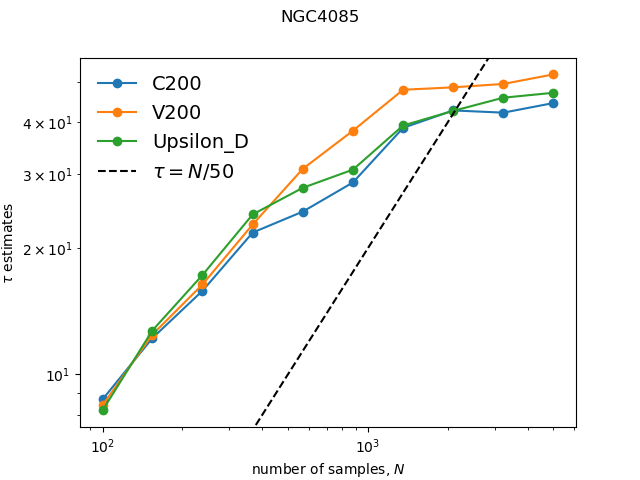 NGC4085
C200
V200
Upsilon_D
τ = N/50
τ estimates
4 × 10¹
3 × 10¹
2 × 10¹
10¹
10²
10³
number of samples, N